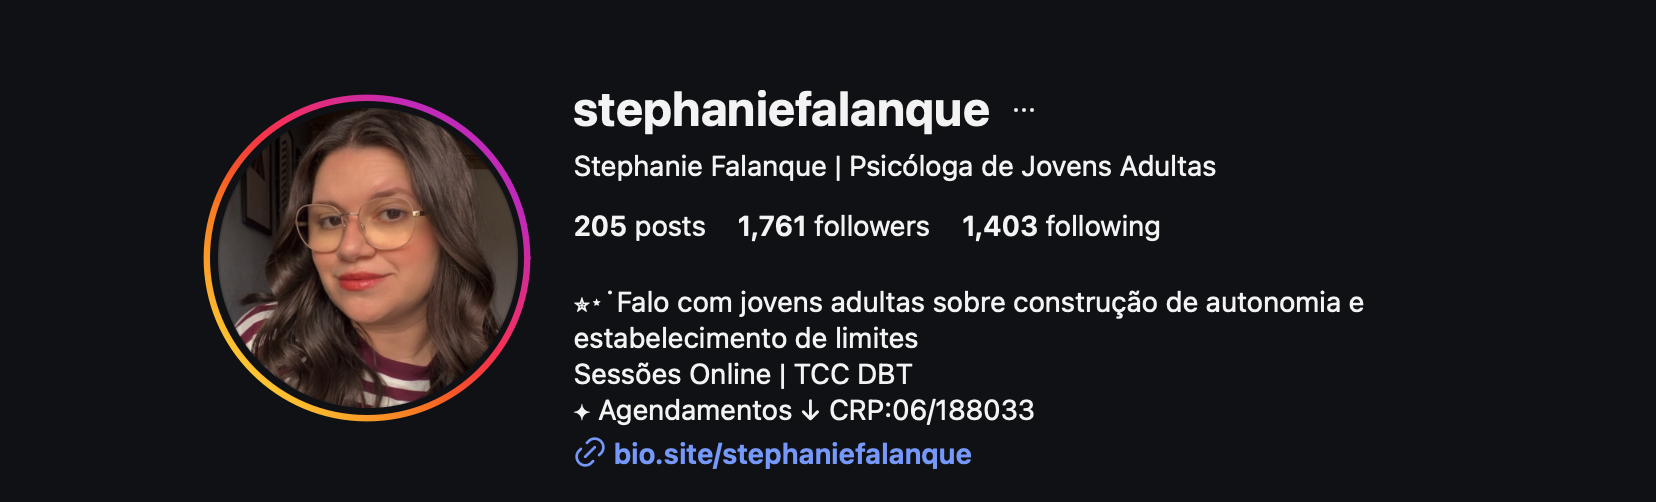 stephaniefalanque ...
Stephanie Falanque | Psicóloga de Jovens Adultas
205 posts 1,761 followers 1,403 following
✯⋆˙Falo com jovens adultas sobre construção de autonomia e
estabelecimento de limites
Sessões Online | TCC DBT
✦ Agendamentos ↓ CRP:06/188033
bio.site/stephaniefalanque